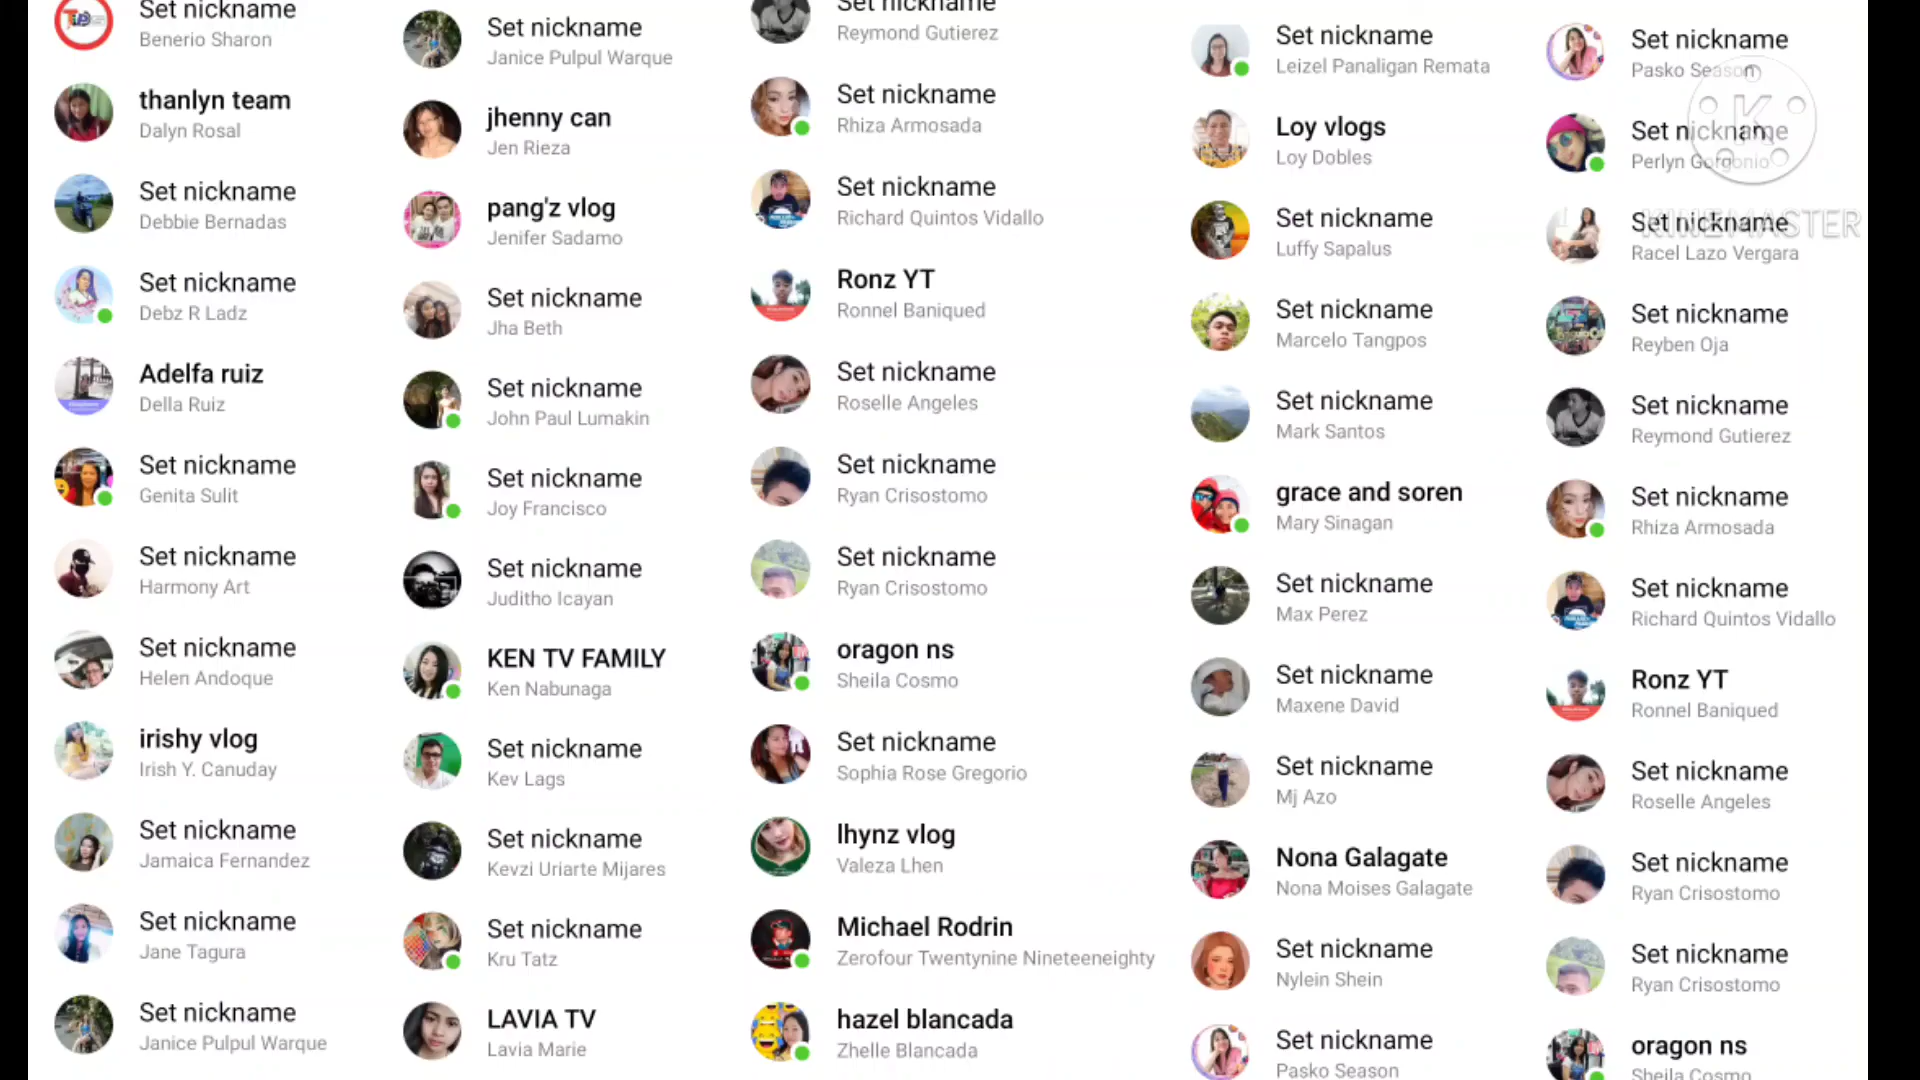 Set nickname
Benerio Sharon
thanlyn team
Dalyn Rosal
Set nickname
Debbie Bernadas
Set nickname
Debz R Ladz
Adelfa ruiz
Della Ruiz
Set nickname
Genita Sulit
Set nickname
Harmony Art
Set nickname
Helen Andoque
irishy vlog
Irish Y. Canuday
Set nickname
Jamaica Fernandez
Set nickname
Jane Tagura
Set nickname
Janice Pulpul Warque
Set nickname
Janice Pulpul Warque
jhenny can
Jen Rieza
pang'z vlog
Jenifer Sadamo
Set nickname
Jha Beth
Set nickname
John Paul Lumakin
Set nickname
Joy Francisco
Set nickname
Juditho Icayan
KEN TV FAMILY
Ken Nabunaga
Set nickname
Kev Lags
Set nickname
Kevzi Uriarte Mijares
Set nickname
Kru Tatz
LAVIA TV
Lavia Marie
Set nickname
Reymond Gutierez
Set nickname
Rhiza Armosada
Set nickname
Richard Quintos Vidallo
Ronz YT
Ronnel Baniqued
Set nickname
Roselle Angeles
Set nickname
Ryan Crisostomo
Set nickname
Ryan Crisostomo
oragon ns
Sheila Cosmo
Set nickname
Sophia Rose Gregorio
lhynz vlog
Valeza Lhen
Michael Rodrin
Zerofour Twentynine Nineteeneighty
hazel blancada
Zhelle Blancada
Set nickname
Leizel Panaligan Remata
Loy vlogs
Loy Dobles
Set nickname
Luffy Sapalus
Set nickname
Marcelo Tangpos
Set nickname
Mark Santos
grace and soren
Mary Sinagan
Set nickname
Max Perez
Set nickname
Maxene David
Set nickname
Mj Azo
Nona Galagate
Nona Moises Galagate
Set nickname
Nylein Shein
Set nickname
Pasko Season
Set nickname
Pasko Season
Set nickname
Perlyn Gorgonio
Set nickname
Racel Lazo Vergara
Set nickname
Reyben Oja
Set nickname
Reymond Gutierez
Set nickname
Rhiza Armosada
Set nickname
Richard Quintos Vidallo
Ronz YT
Ronnel Baniqued
Set nickname
Roselle Angeles
Set nickname
Ryan Crisostomo
Set nickname
Ryan Crisostomo
oragon ns
Sheila Cosmo
K
KINEMASTER